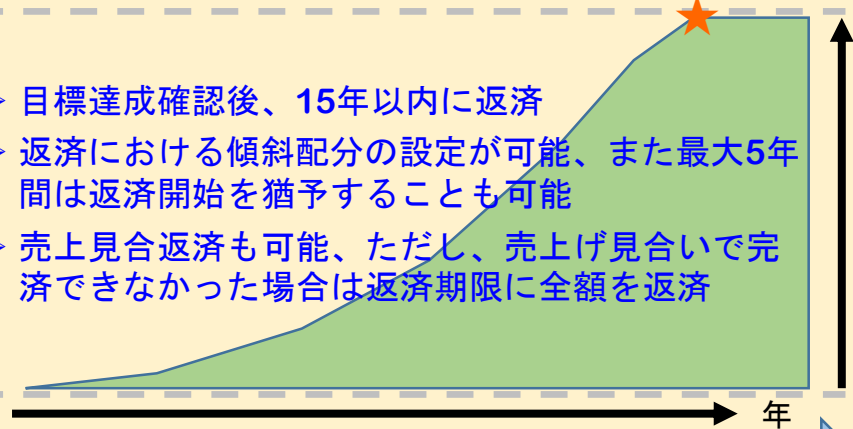 目標達成確認後、15年以内に返済
返済における傾斜配分の設定が可能、また最大5年
間は返済開始を猶予することも可能
売上見合返済も可能、ただし、売上げ見合いで完
済できなかった場合は返済期限に全額を返済
年